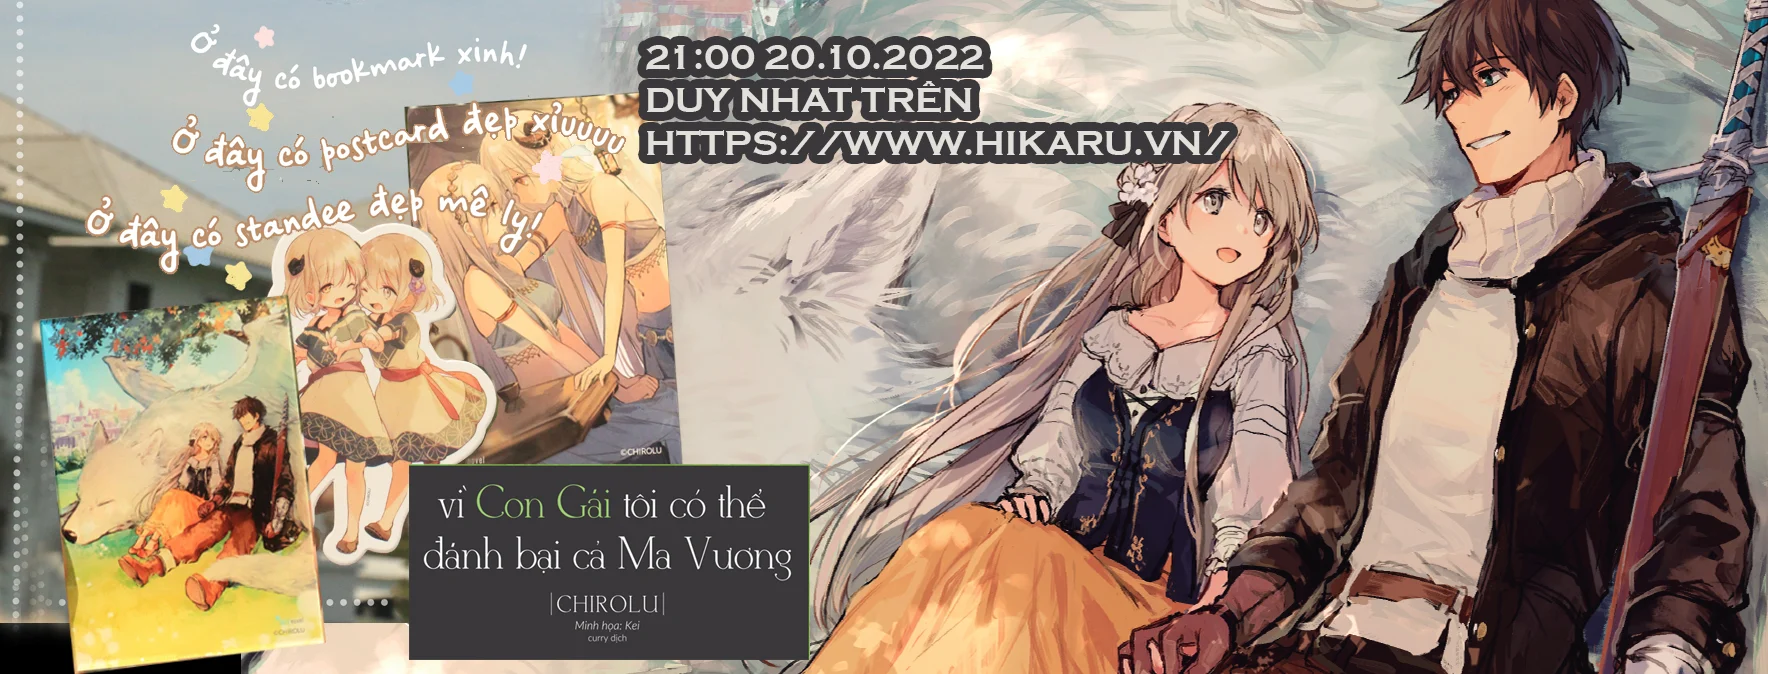 Ở đây có bookmark xinh!
Ở đây có postcard đẹp xỉuuuu
Ở đây có standee đẹp mê ly!
21:00 20.10.2022
DUY NHAT TRÊN
HTTPS://WWW.HIKARU.VN/
©CHIROLU
novel
vì Con Gái tôi có thể
đánh bại cả Ma Vương
|CHIROLU|
Minh họa: Kei
curry dịch
novel
©CHIROLU